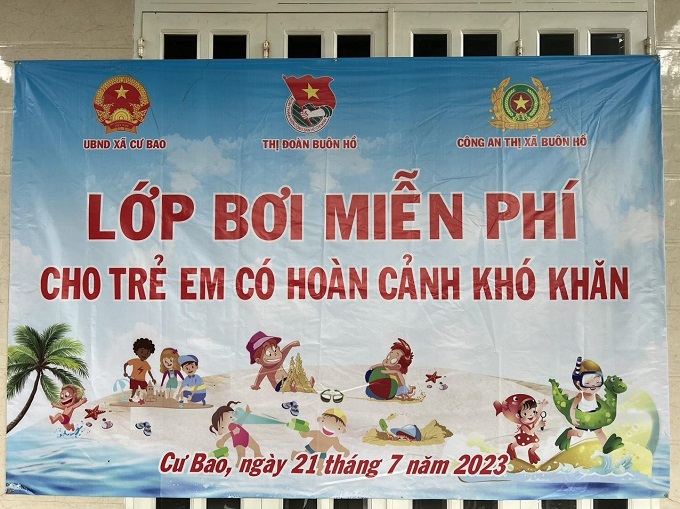 UBND XÃ CƯ BAO
THỊ ĐOÀN BUÔN HỒ
CÔNG AN THỊ XÃ BUÔN HỒ
LỚP BƠI MIỄN PHÍ
CHO TRẺ EM CÓ HOÀN CẢNH KHÓ KHĂN
Cư Bao, ngày 21 tháng 7 năm 2023